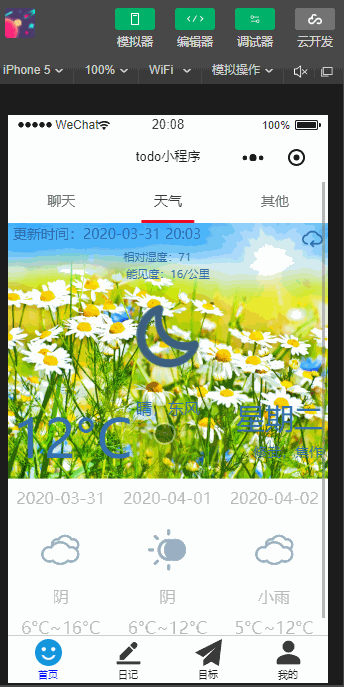 模拟器 编辑器 调试器 云开发
iPhone 5 100% WiFi 模拟操作
WeChat 20:08 100%
todo小程序
聊天 天气 其他
更新时间：2020-03-31 20:03
相对湿度：71
能见度：16/公里
晴 东风
12°C
星期二
2020-03-31 2020-04-01 2020-04-02
阴 阴 小雨
6°C~16°C 6°C~12°C 5°C~12°C
首页 日记 目标 我的